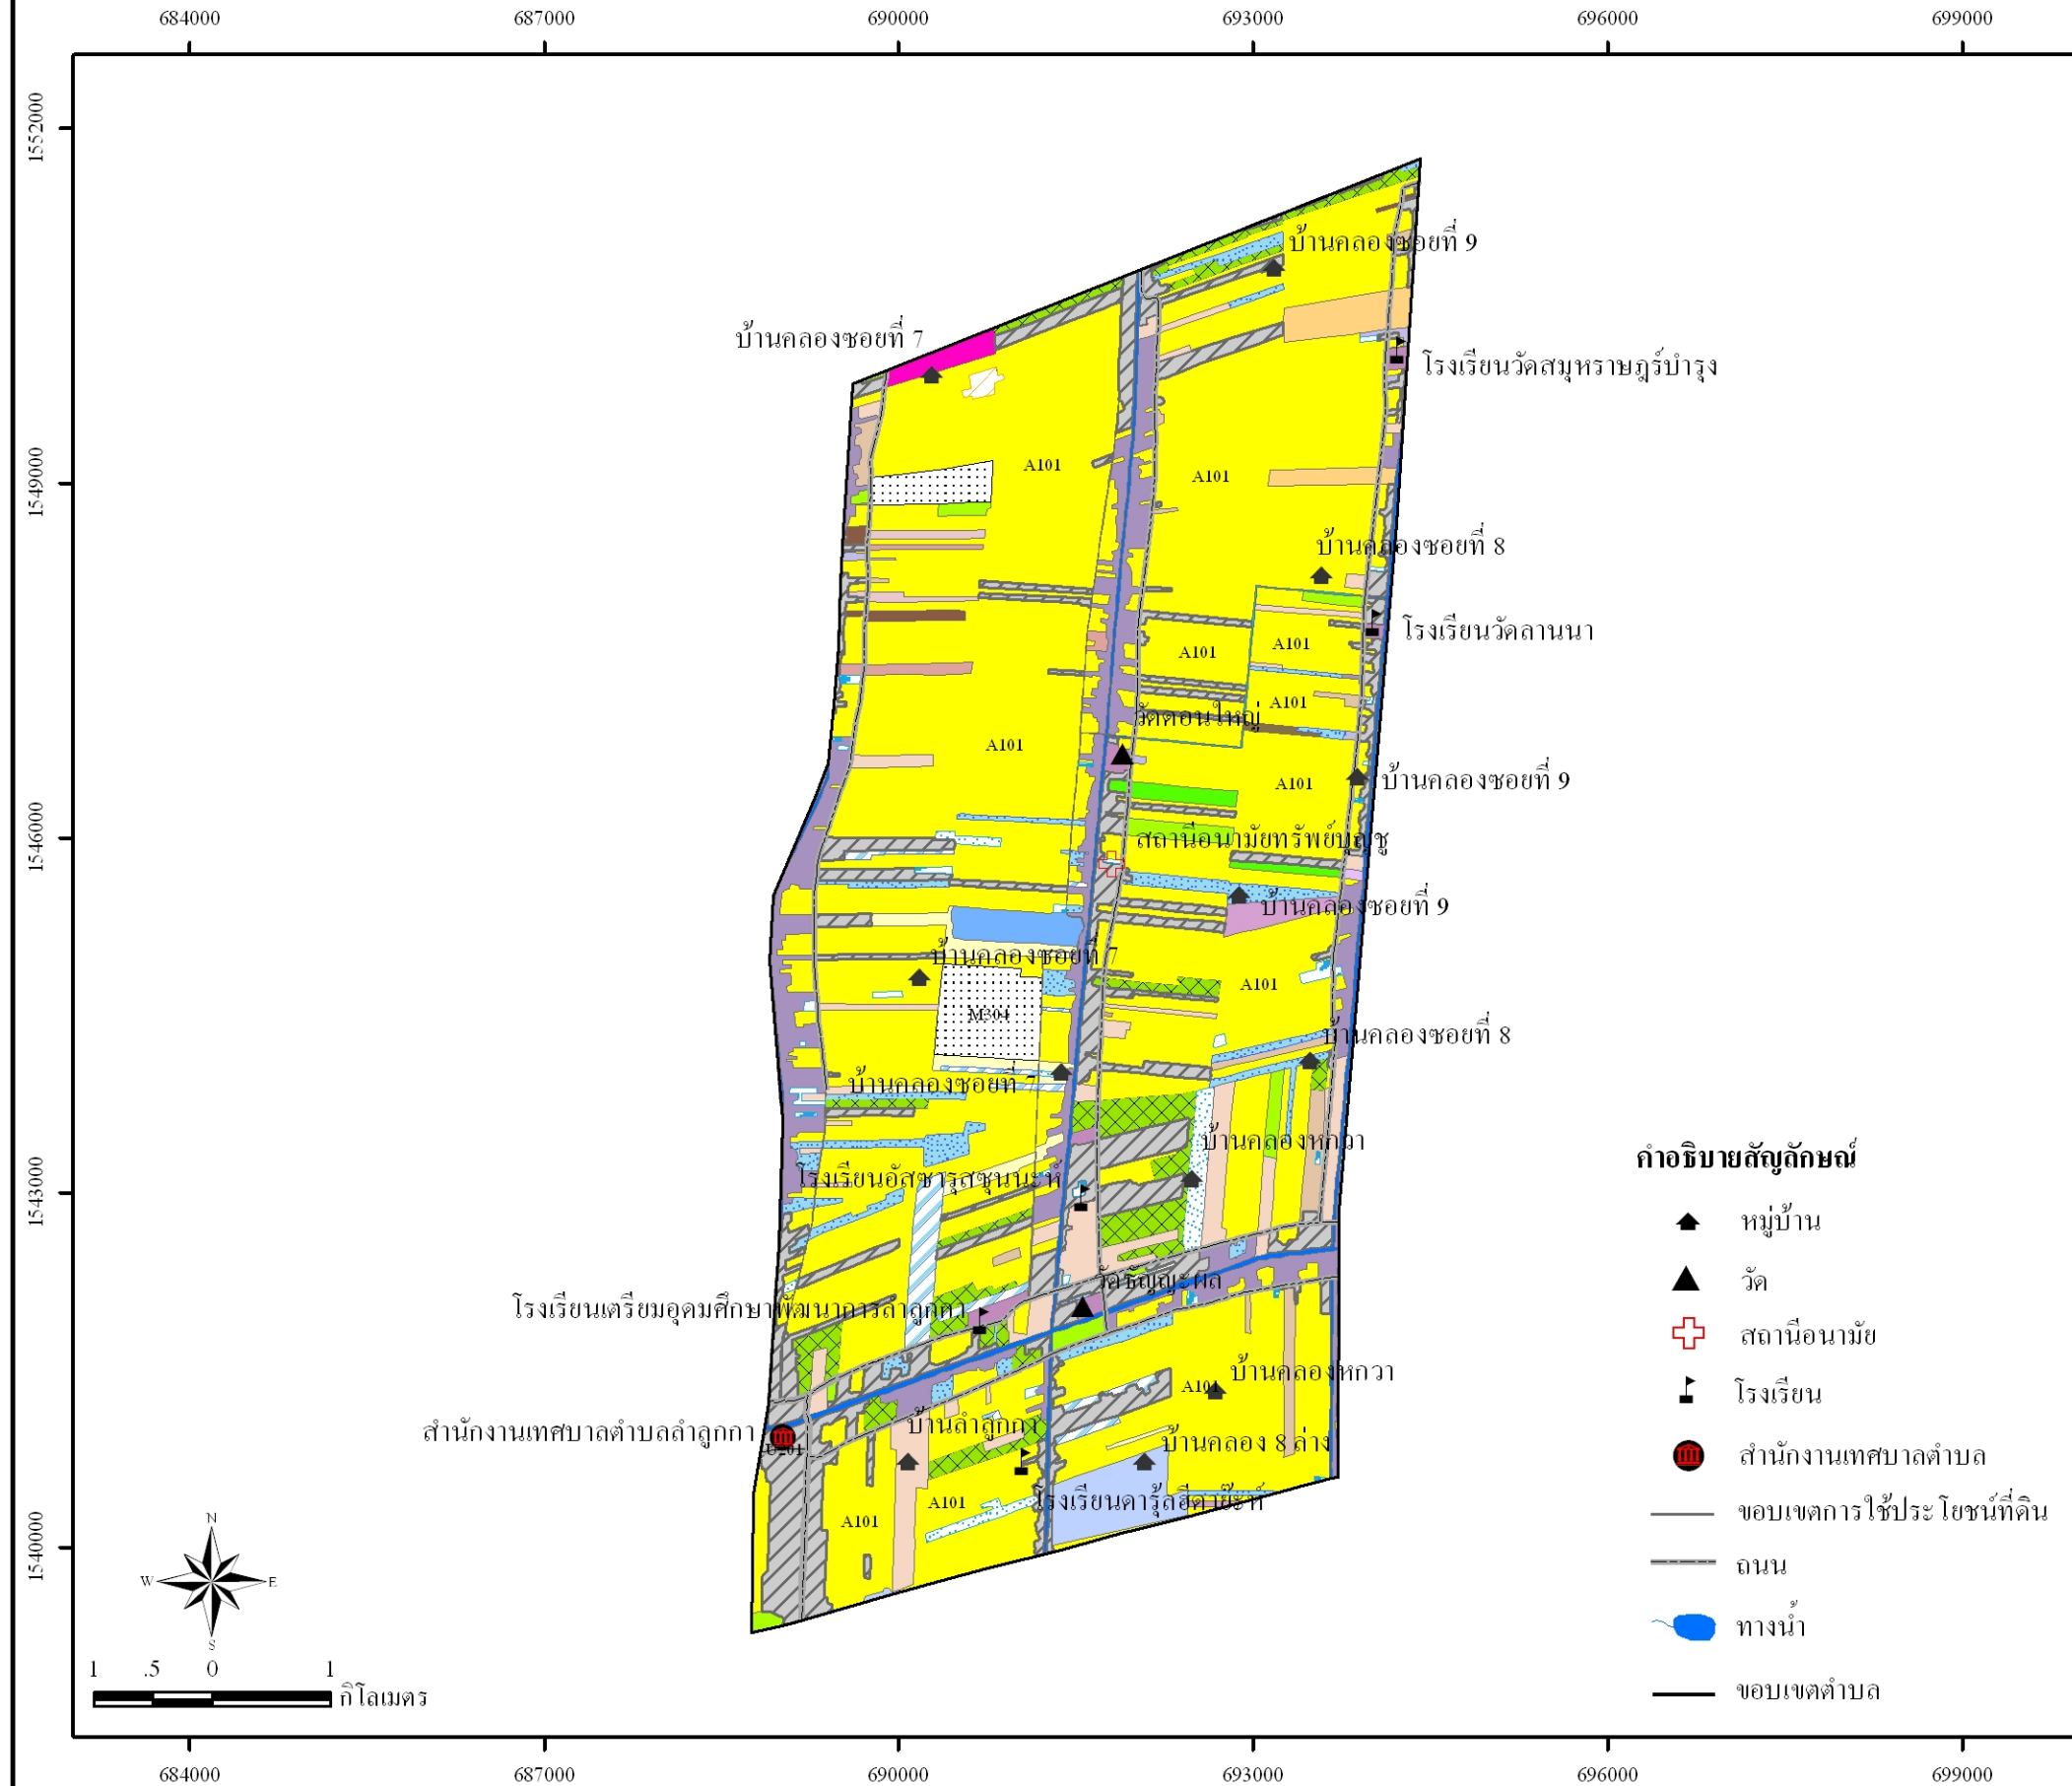 684000 687000 690000 693000 696000 699000
1552000
1549000
1546000
1543000
1540000
บ้านคลองซอยที่ 9
บ้านคลองซอยที่ 7
โรงเรียนวัดสมุหราษฎร์บำรุง
A101
A101
บ้านคลองซอยที่ 8
โรงเรียนวัดลานนา
A101
A101
A101
วัดดอนใหญ่
A101
A101
บ้านคลองซอยที่ 9
สถานีอนามัยทรัพย์บุญชู
บ้านคลองซอยที่ 9
บ้านคลองซอยที่ 7
A101
M304
บ้านคลองซอยที่ 8
บ้านคลองซอยที่ 7
บ้านคลองหกวา
โรงเรียนอัสซารุสซุนนะห์
วัดธัญญะผล
โรงเรียนเตรียมอุดมศึกษาพัฒนาการลำลูกกา
บ้านคลองหกวา
A101
บ้านลำลูกกา
สำนักงานเทศบาลตำบลลำลูกกา
U201
บ้านคลอง 8 ล่าง
โรงเรียนดารุ้ลฮีดาย๊ะห์
A101
A101
คำอธิบายสัญลักษณ์
หมู่บ้าน
วัด
สถานีอนามัย
โรงเรียน
สำนักงานเทศบาลตำบล
ขอบเขตการใช้ประโยชน์ที่ดิน
ถนน
ทางน้ำ
ขอบเขตตำบล
N
W E
S
1 .5 0 1
กิโลเมตร
684000 687000 690000 693000 696000 699000